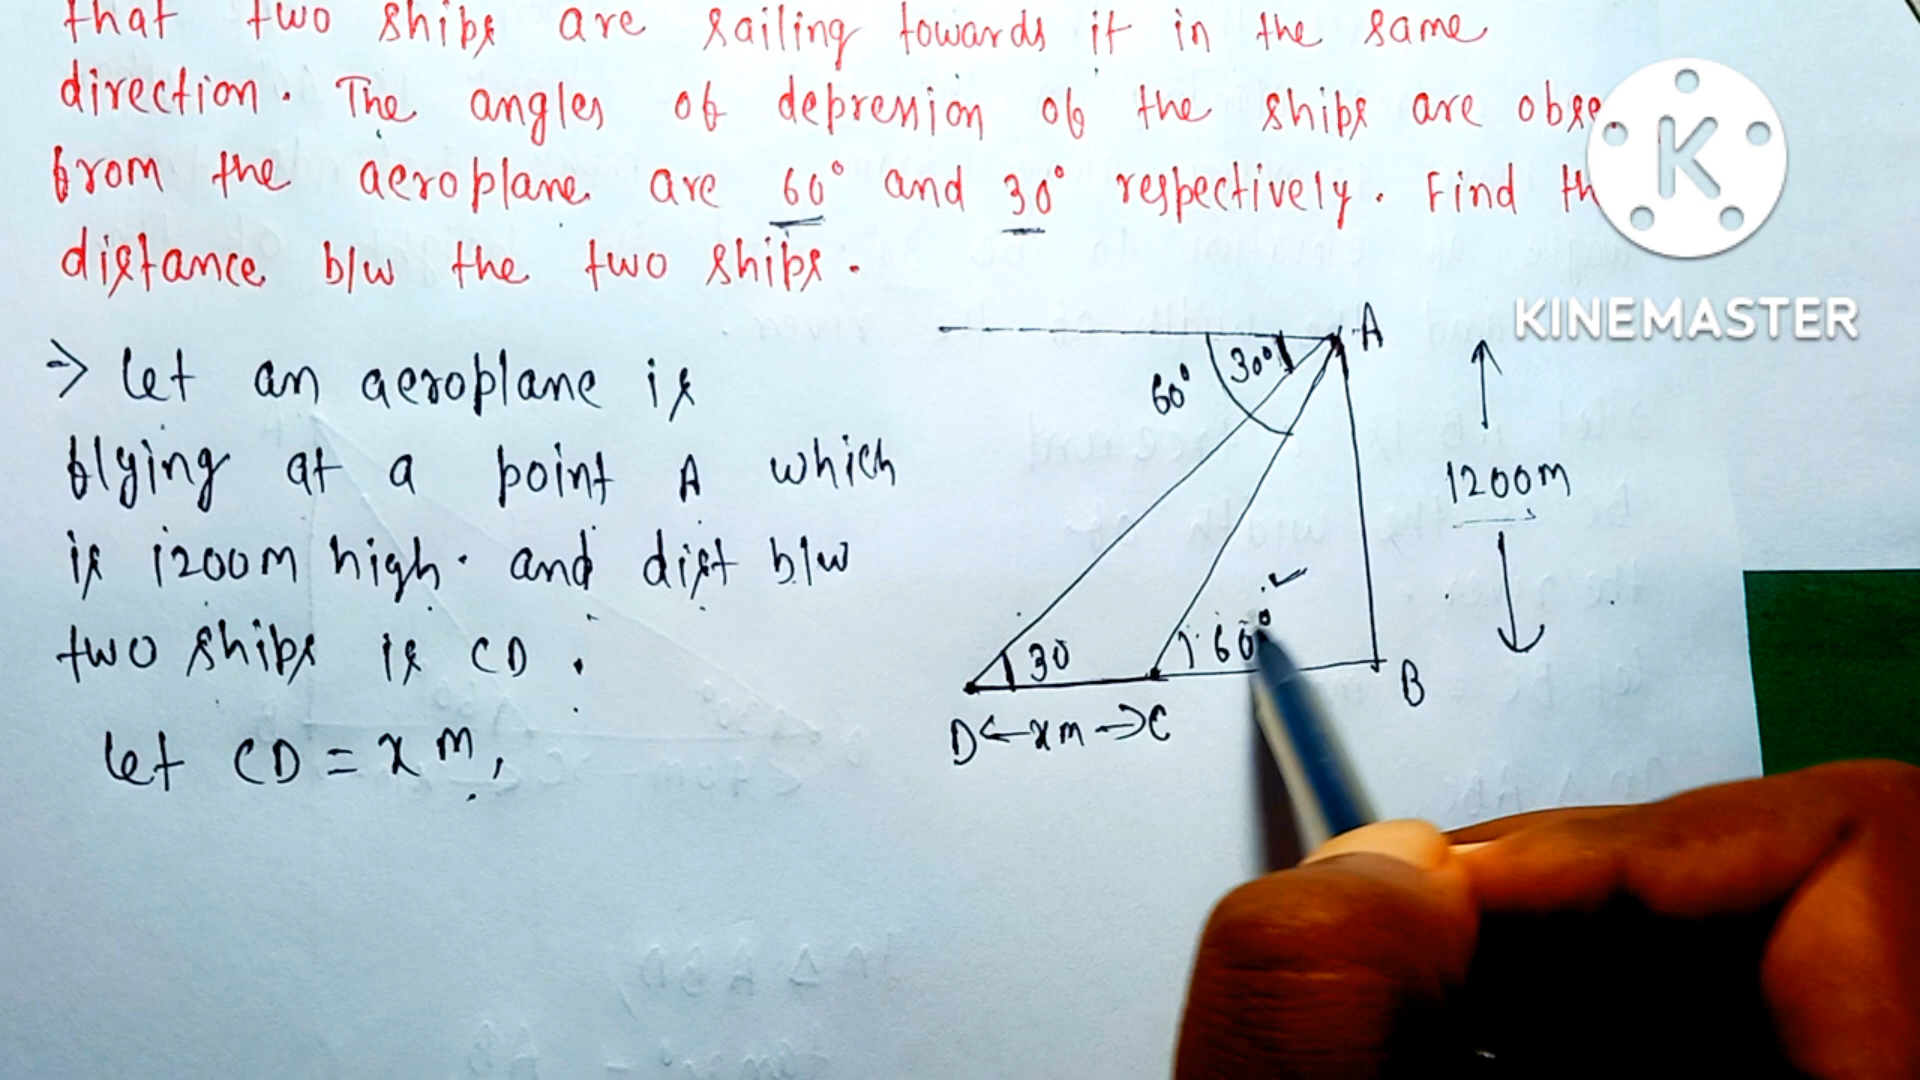 that two ships are sailing towards it in the same
direction. The angles of depression of the ships are obse
from the aeroplane are 60° and 30° respectively. Find th
distance b/w the two ships.
KINEMASTER
→ let an aeroplane is
flying at a point A which
is 1200m high. and dist b/w
two ships is CD.
let CD = x m,
A
30°
60°
1200m
30
60°
B
D ← x m → C